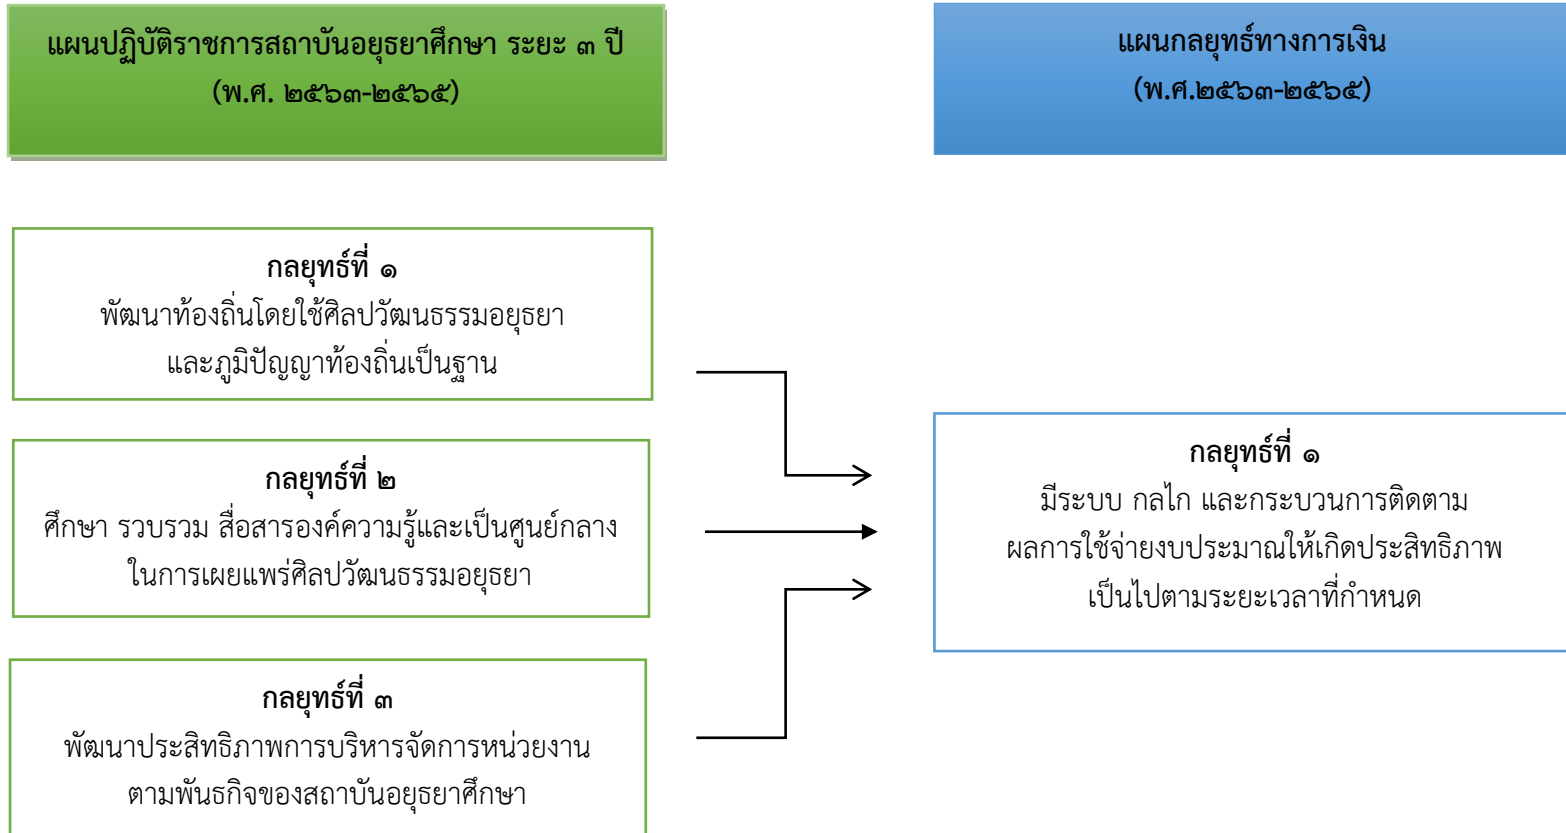 แผนปฏิบัติราชการสถาบันอยุธยาศึกษา ระยะ ๓ ปี
(พ.ศ. ๒๕๖๓-๒๕๖๕)
แผนกลยุทธ์ทางการเงิน
(พ.ศ.๒๕๖๓-๒๕๖๕)
กลยุทธ์ที่ ๑
พัฒนาท้องถิ่นโดยใช้ศิลปวัฒนธรรมอยุธยา
และภูมิปัญญาท้องถิ่นเป็นฐาน
กลยุทธ์ที่ ๒
ศึกษา รวบรวม สื่อสารองค์ความรู้และเป็นศูนย์กลาง
ในการเผยแพร่ศิลปวัฒนธรรมอยุธยา
กลยุทธ์ที่ ๓
พัฒนาประสิทธิภาพการบริหารจัดการหน่วยงาน
ตามพันธกิจของสถาบันอยุธยาศึกษา
กลยุทธ์ที่ ๑
มีระบบ กลไก และกระบวนการติดตาม
ผลการใช้จ่ายงบประมาณให้เกิดประสิทธิภาพ
เป็นไปตามระยะเวลาที่กำหนด